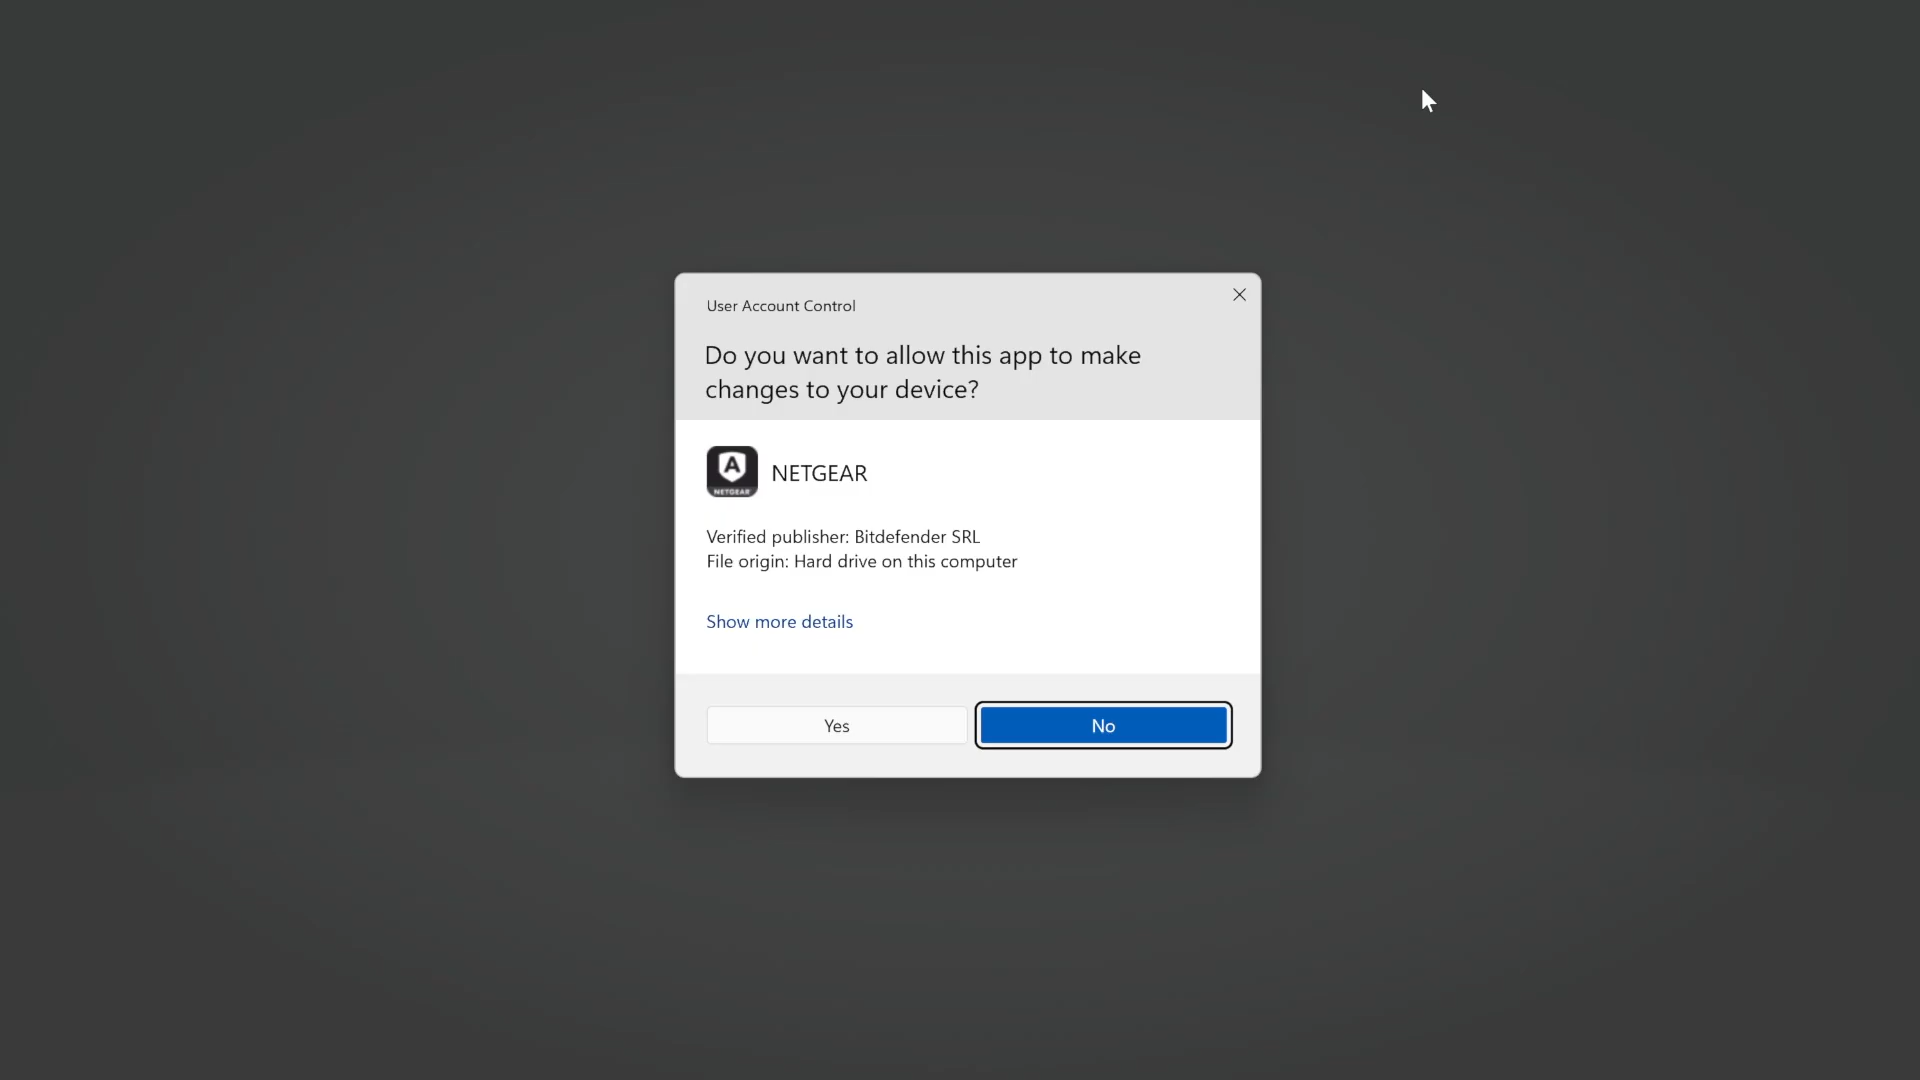 User Account Control
Do you want to allow this app to make
changes to your device?
A
NETGEAR
NETGEAR
Verified publisher: Bitdefender SRL
File origin: Hard drive on this computer
Show more details
Yes
No